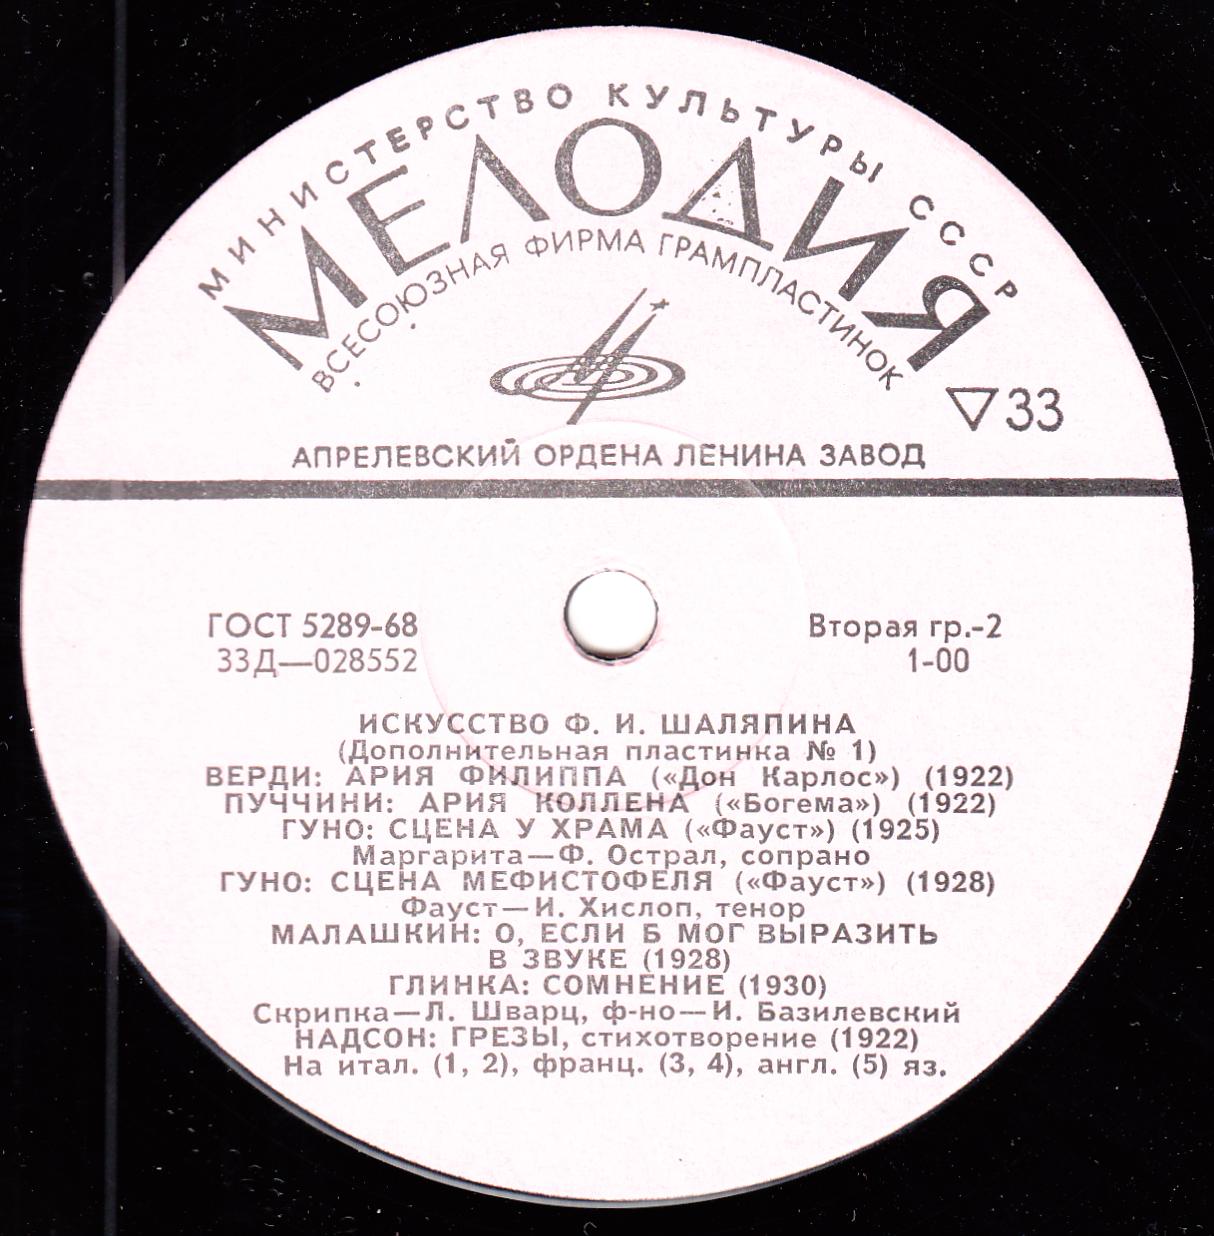 МИНИСТЕРСТВО КУЛЬТУРЫ СССР
МЕЛОДИЯ
ВСЕСОЮЗНАЯ ФИРМА ГРАМПЛАСТИНОК
▽33
АПРЕЛЕВСКИЙ ОРДЕНА ЛЕНИНА ЗАВОД
ГОСТ 5289-68
Вторая гр.-2
33Д—028552
1-00
ИСКУССТВО Ф. И. ШАЛЯПИНА
(Дополнительная пластинка № 1)
ВЕРДИ: АРИЯ ФИЛИППА («Дон Карлос») (1922)
ПУЧЧИНИ: АРИЯ КОЛЛЕНА («Богема») (1922)
ГУНО: СЦЕНА У ХРАМА («Фауст») (1925)
Маргарита—Ф. Острал, сопрано
ГУНО: СЦЕНА МЕФИСТОФЕЛЯ («Фауст») (1928)
Фауст—И. Хислоп, тенор
МАЛАШКИН: О, ЕСЛИ Б МОГ ВЫРАЗИТЬ
В ЗВУКЕ (1928)
ГЛИНКА: СОМНЕНИЕ (1930)
Скрипка—Л. Шварц, ф-но—И. Базилевский
НАДСОН: ГРЕЗЫ, стихотворение (1922)
На итал. (1, 2), франц. (3, 4), англ. (5) яз.